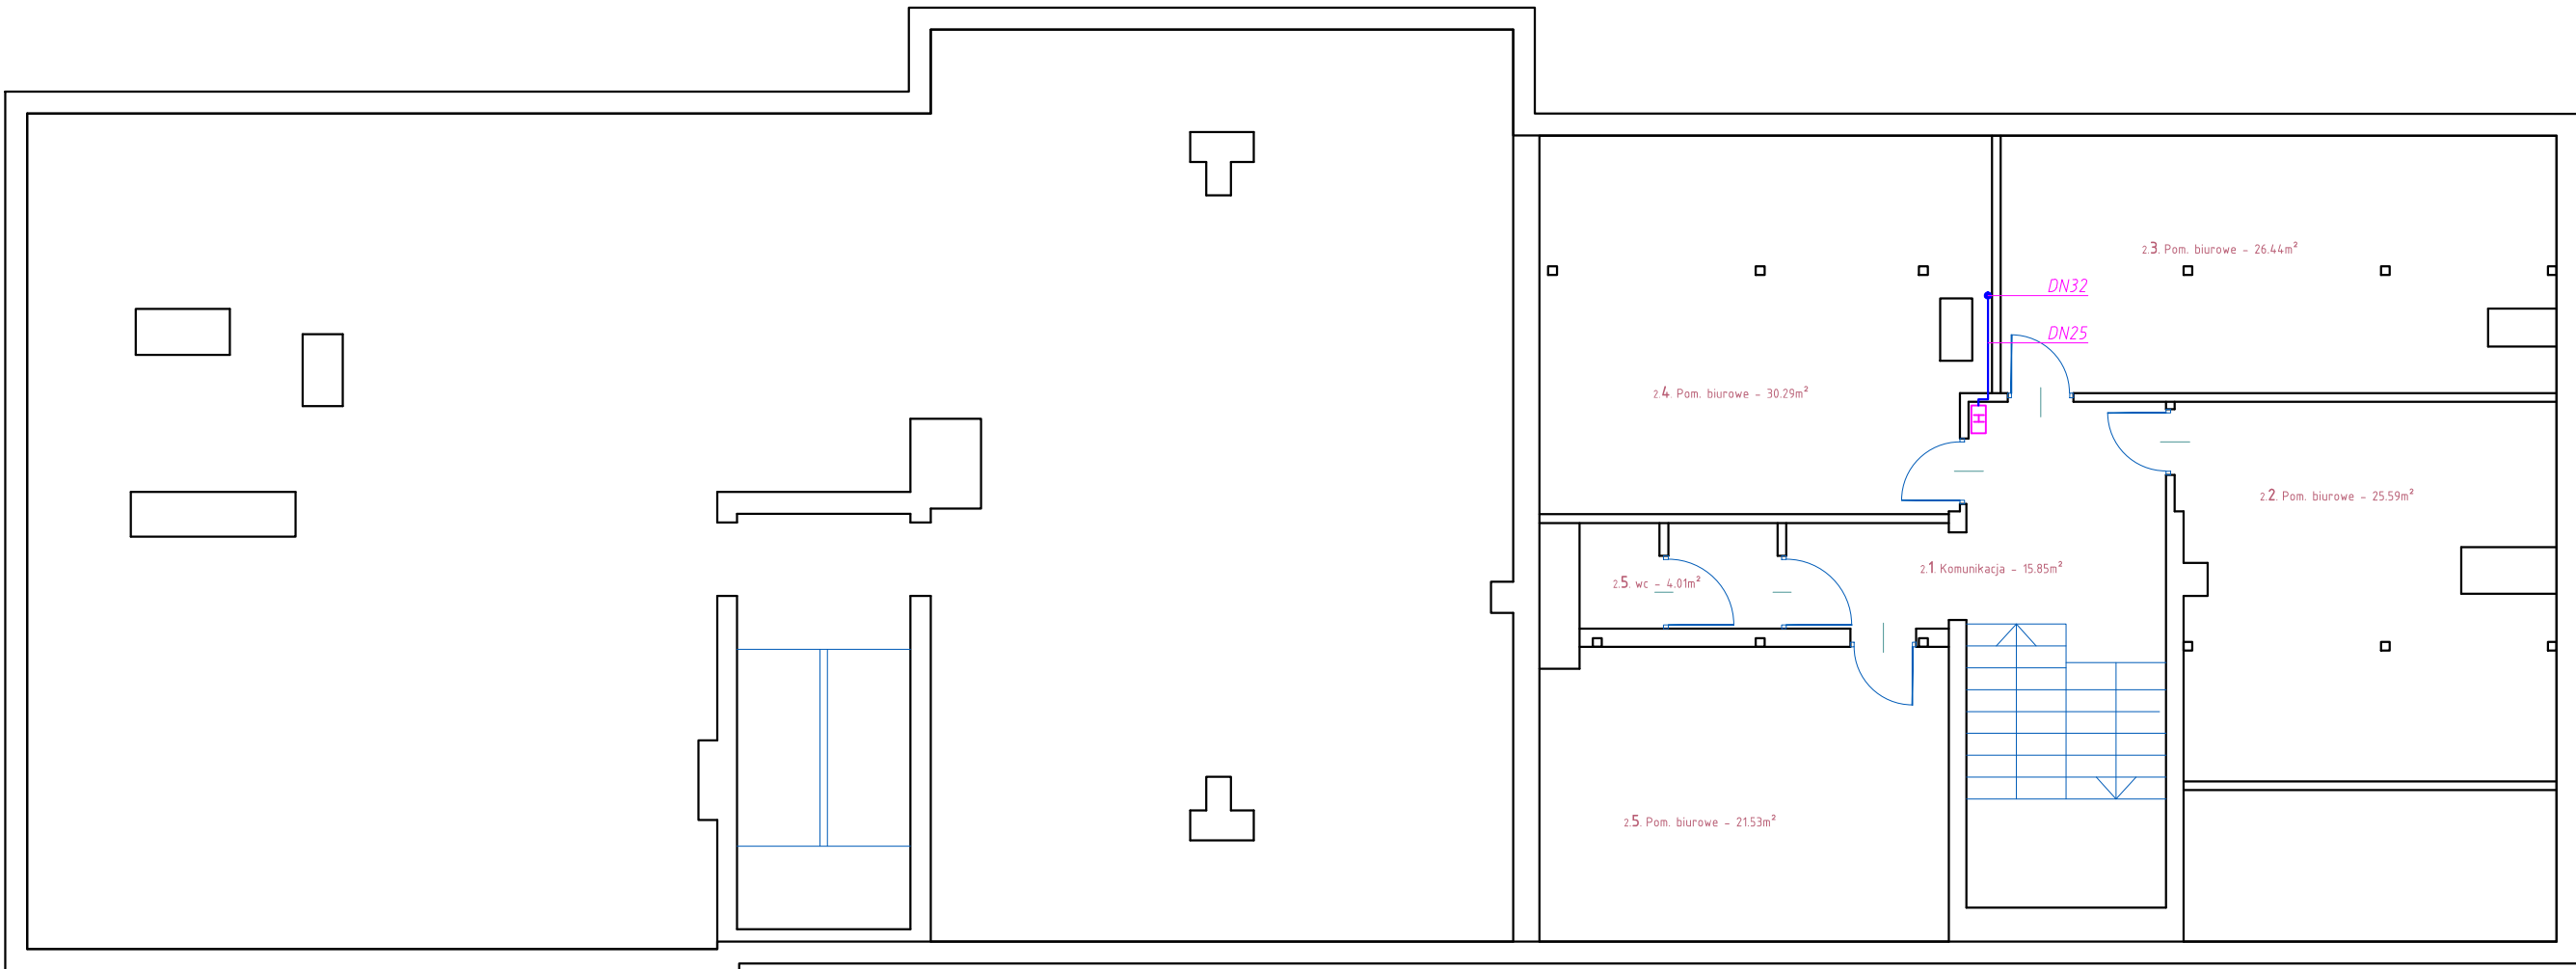 2.3. Pom. biurowe - 26.44m²
DN32
DN25
2.4. Pom. biurowe - 30.29m²
H
2.2. Pom. biurowe - 25.59m²
2.1. Komunikacja - 15.85m²
2.5. wc - 4.01m²
2.5. Pom. biurowe - 21.53m²